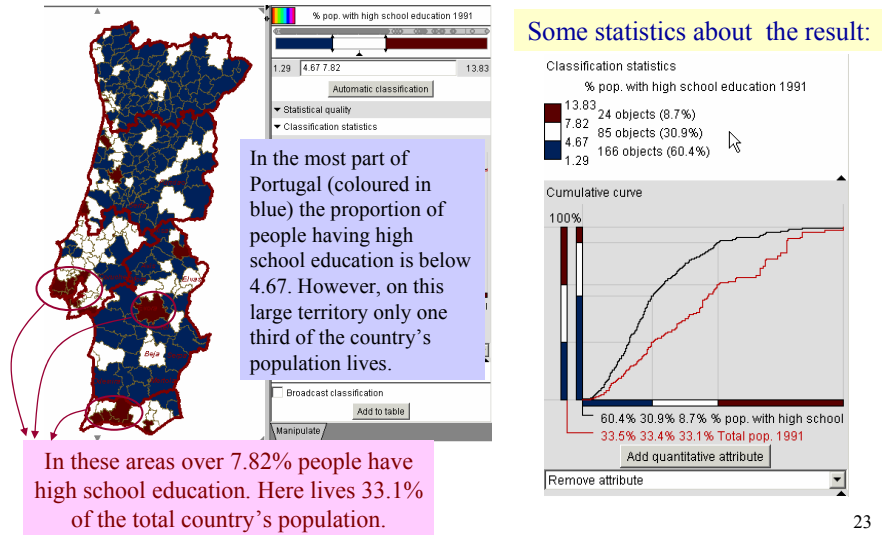 % pop. with high school education 1991
1.29 4.67 7.82 13.83
Automatic classification
Statistical quality
Classification statistics
In the most part of
Portugal (coloured in
blue) the proportion of
people having high
school education is below
4.67. However, on this
large territory only one
third of the country's
population lives.
Elvas
Beja
Broadcast classification
Add to table
Manipulate
In these areas over 7.82% people have
high school education. Here lives 33.1%
of the total country's population.
Some statistics about the result:
Classification statistics
% pop. with high school education 1991
13.83
24 objects (8.7%)
7.82
85 objects (30.9%)
4.67
166 objects (60.4%)
1.29
Cumulative curve
100%
60.4% 30.9% 8.7% % pop. with high school
33.5% 33.4% 33.1% Total pop. 1991
Add quantitative attribute
Remove attribute
23